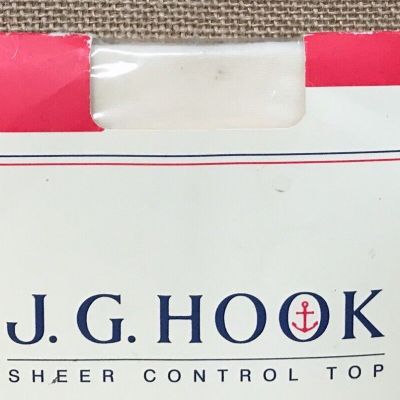 J. G. HOOK
SHEER CONTROL TOP